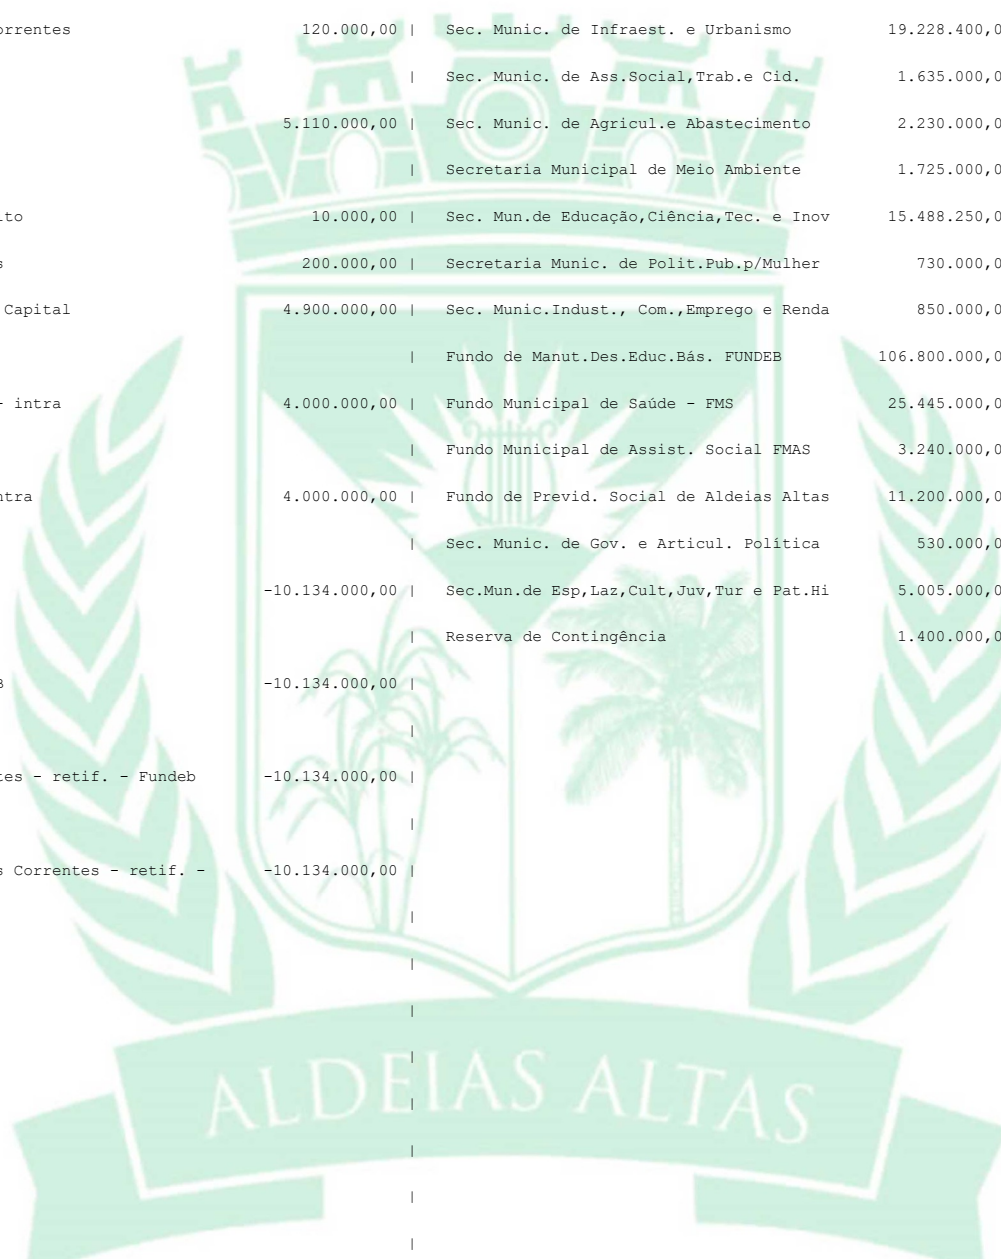 orrentes 120.000,00 | Sec. Munic. de Infraest. e Urbanismo 19.228.400,0
| Sec. Munic. de Ass.Social,Trab.e Cid. 1.635.000,0
5.110.000,00 | Sec. Munic. de Agricul.e Abastecimento 2.230.000,0
| Secretaria Municipal de Meio Ambiente 1.725.000,0
ito 10.000,00 | Sec. Mun.de Educação,Ciência,Tec. e Inov 15.488.250,0
s 200.000,00 | Secretaria Munic. de Polit.Pub.p/Mulher 730.000,0
Capital 4.900.000,00 | Sec. Munic.Indust., Com.,Emprego e Renda 850.000,0
| Fundo de Manut.Des.Educ.Bás. FUNDEB 106.800.000,0
- intra 4.000.000,00 | Fundo Municipal de Saúde - FMS 25.445.000,0
| Fundo Municipal de Assist. Social FMAS 3.240.000,0
ntra 4.000.000,00 | Fundo de Previd. Social de Aldeias Altas 11.200.000,0
| Sec. Munic. de Gov. e Articul. Política 530.000,0
-10.134.000,00 | Sec.Mun.de Esp,Laz,Cult,Juv,Tur e Pat.Hi 5.005.000,0
| Reserva de Contingência 1.400.000,0
B -10.134.000,00 |
|
tes - retif. - Fundeb -10.134.000,00 |
|
s Correntes - retif. - -10.134.000,00 |
|
|
|
|
|
|
|
|
ALDEIAS ALTAS